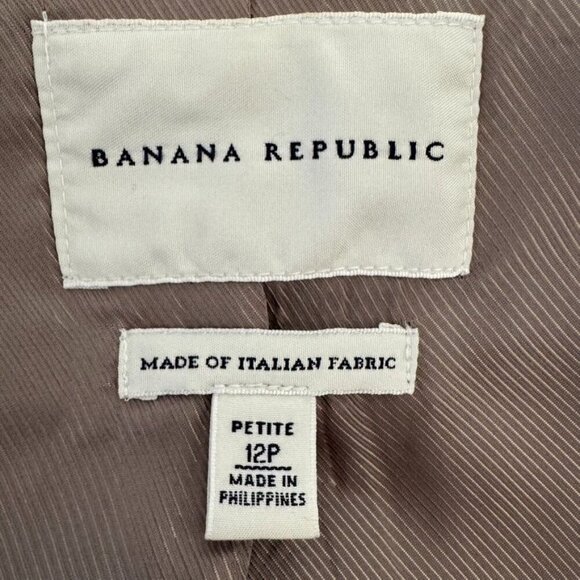 BANANA REPUBLIC
MADE OF ITALIAN FABRIC
PETITE
12P
MADE IN
PHILIPPINES